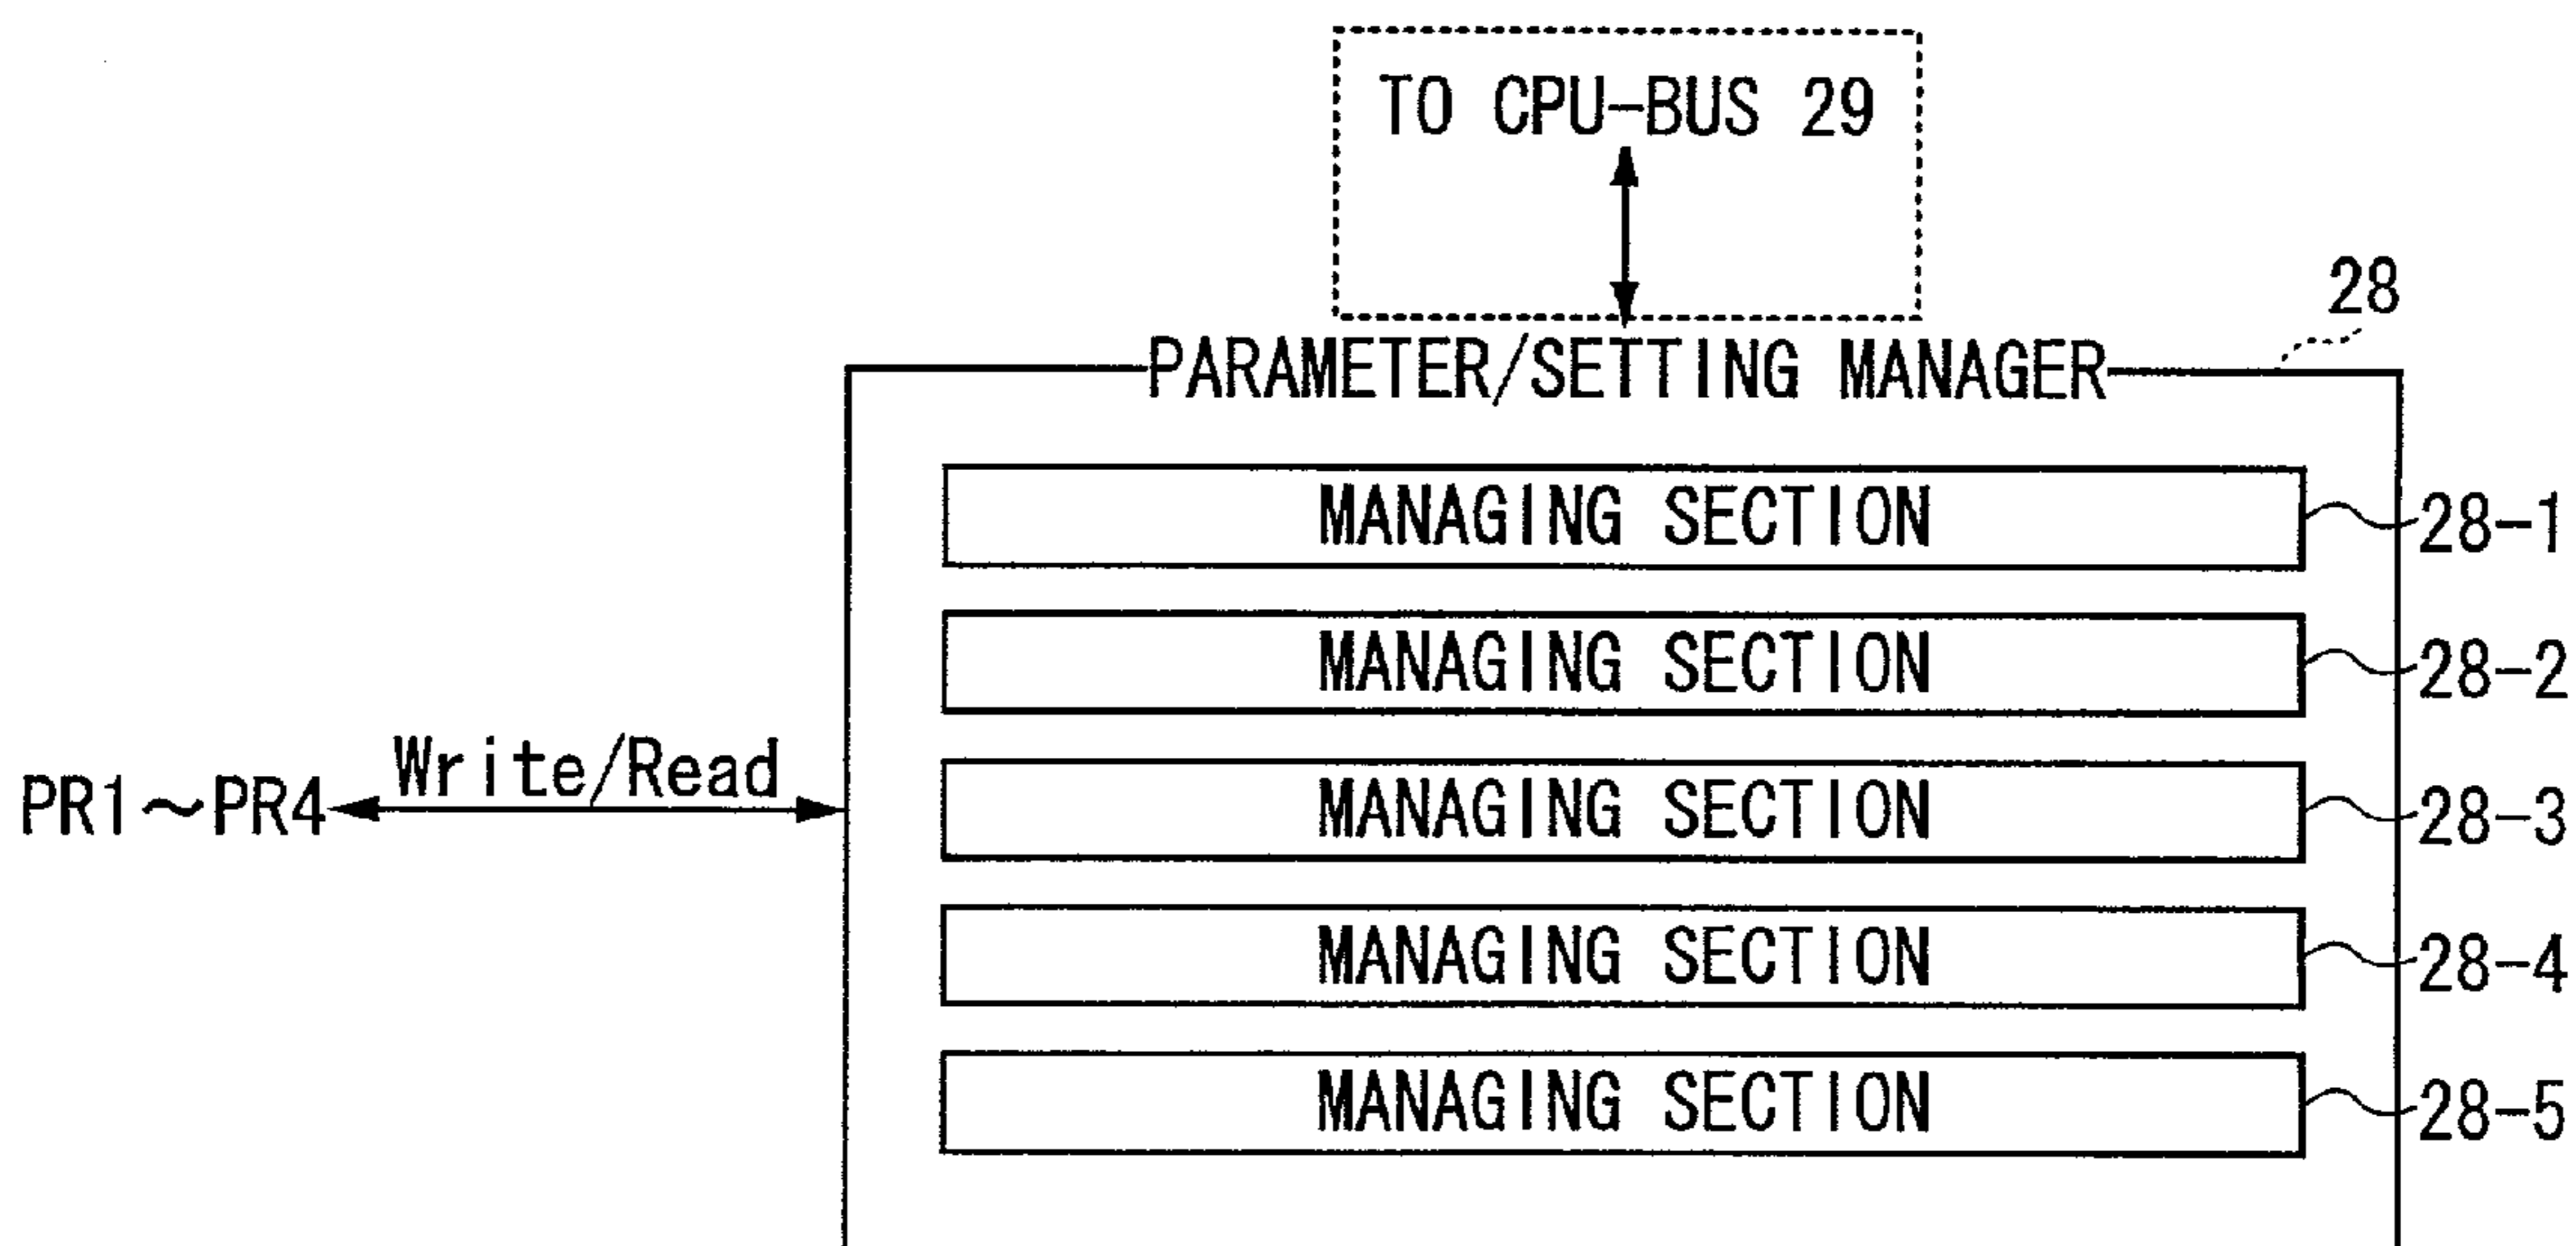 TO CPU-BUS 29
28
PARAMETER/SETTING MANAGER
MANAGING SECTION 28-1
MANAGING SECTION 28-2
Write/Read
PR1～PR4
MANAGING SECTION 28-3
MANAGING SECTION 28-4
MANAGING SECTION 28-5